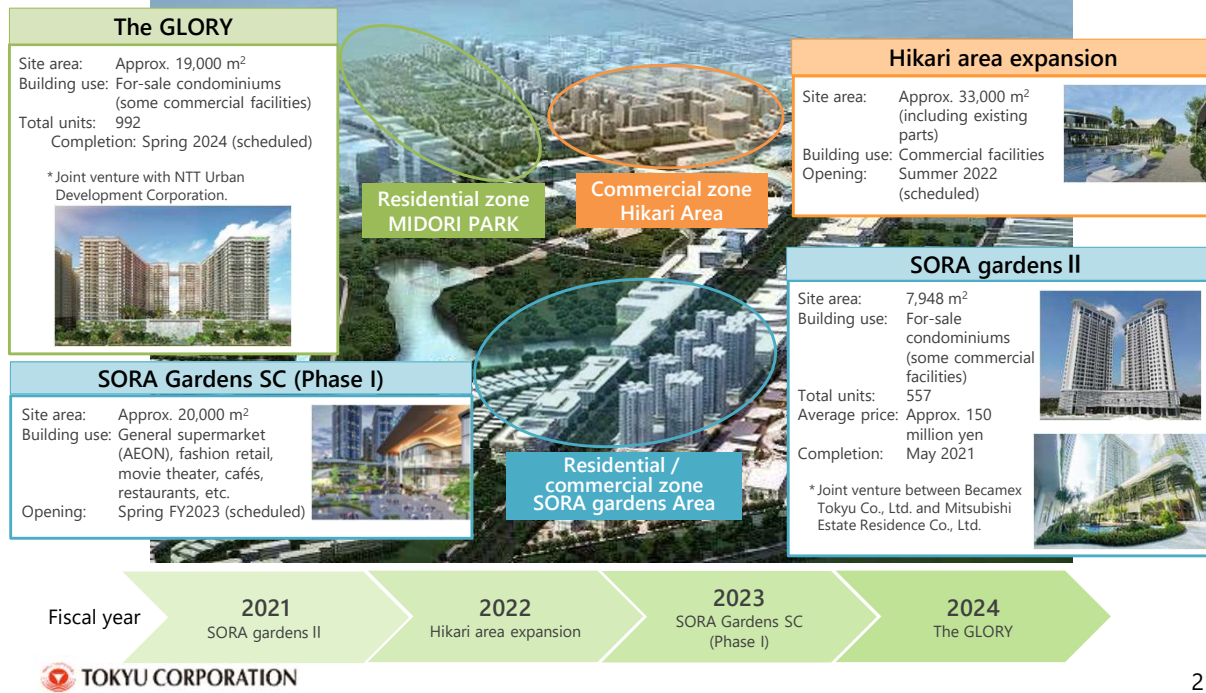 The GLORY
Site area: Approx. 19,000 m²
Building use: For-sale condominiums
(some commercial facilities)
Total units: 992
Completion: Spring 2024 (scheduled)
*Joint venture with NTT Urban
Development Corporation.
Residential zone
MIDORI PARK
Commercial zone
Hikari Area
Hikari area expansion
Site area: Approx. 33,000 m²
(including existing
parts)
Building use: Commercial facilities
Opening: Summer 2022
(scheduled)
SORA gardens II
Site area: 7,948 m²
Building use: For-sale
condominiums
(some commercial
facilities)
Total units: 557
Average price: Approx. 150
million yen
Completion: May 2021
*Joint venture between Becamex
Tokyu Co., Ltd. and Mitsubishi
Estate Residence Co., Ltd.
SORA Gardens SC (Phase I)
Site area: Approx. 20,000 m²
Building use: General supermarket
(AEON), fashion retail,
movie theater, cafés,
restaurants, etc.
Opening: Spring FY2023 (scheduled)
Residential /
commercial zone
SORA gardens Area
Fiscal year
2021
SORA gardens II
2022
Hikari area expansion
2023
SORA Gardens SC
(Phase I)
2024
The GLORY
TOKYU CORPORATION
2